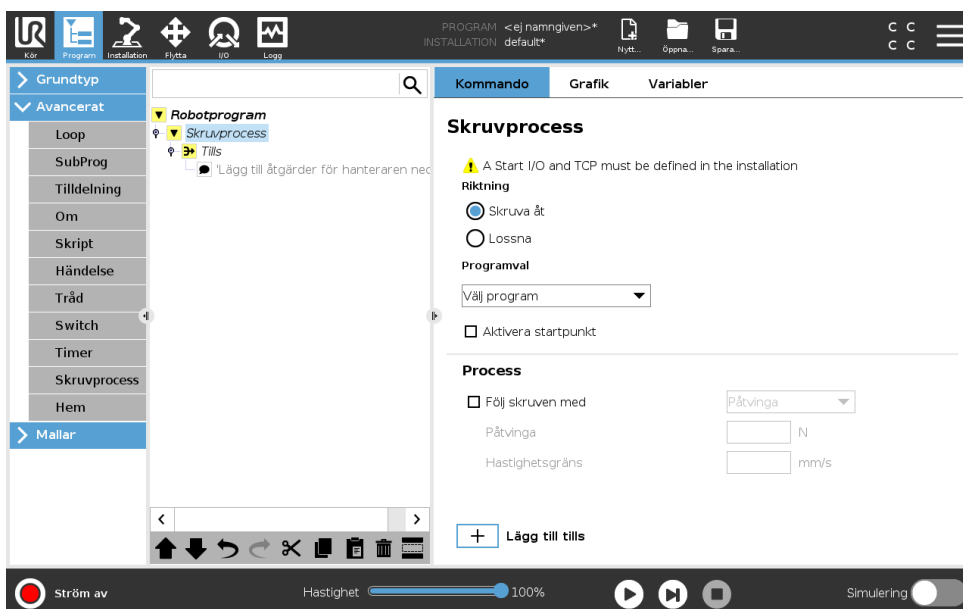 UR
PROGRAM <ej namngiven>*
INSTALLATION default*
Kör
Program
Installation
Flytta
I/O
Logg
Nytt...
Öppna...
Spara...
C C
C C
Grundtyp
Avancerat
Loop
SubProg
Tilldelning
Om
Skript
Händelse
Tråd
Switch
Timer
Skruvprocess
Hem
Mallar
Robotprogram
Skruvprocess
Tills
'Lägg till åtgärder för hanteraren ned
Kommando
Grafik
Variabler
Skruvprocess
A Start I/O and TCP must be defined in the installation
Riktning
Skruva åt
Lossna
Programval
Välj program
Aktivera startpunkt
Process
Följ skruven med
Påtvinga
Påtvinga
N
Hastighetsgräns
mm/s
+ Lägg till tills
Ström av
Hastighet
100%
Simulering